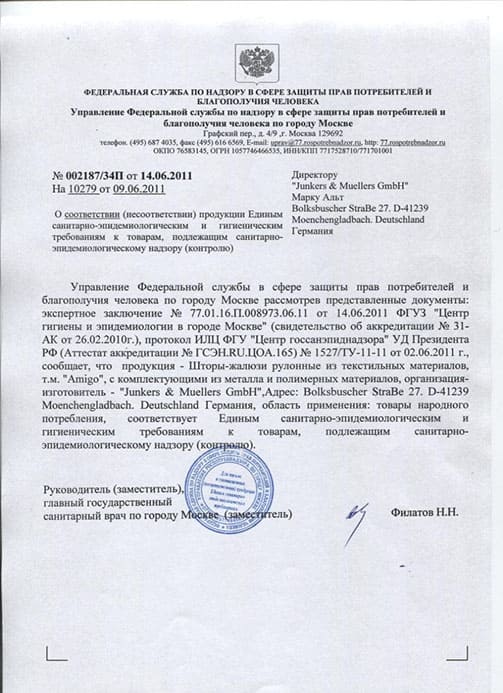 ФЕДЕРАЛЬНАЯ СЛУЖБА ПО НАДЗОРУ В СФЕРЕ ЗАЩИТЫ ПРАВ ПОТРЕБИТЕЛЕЙ И
БЛАГОПОЛУЧИЯ ЧЕЛОВЕКА
Управление Федеральной службы по надзору в сфере защиты прав потребителей и
благополучия человека по городу Москве
Графский пер., д. 4/9 ,г. Москва 129692
телефон. (495) 687 4035, факс (495) 616 6569, E-mail: uprav@77.rospotrebnadzor.ru, http: 77.rospotrebnadzor.ru
ОКПО 76583145, ОГРН 1057746466535, ИНН/КПП 7717528710/771701001
№ 002187/34П от 14.06.2011
На 10279 от 09.06.2011
О соответствии (несоответствии) продукции Единым
санитарно-эпидемиологическим и гигиеническим
требованиям к товарам, подлежащим санитарно-
эпидемиологическому надзору (контролю)
Директору
"Junkers & Muellers GmbH"
Марку Альт
Bolksbuscher StraBe 27. D-41239
Moenchengladbach. Deutschland
Германия
Управление Федеральной службы в сфере защиты прав потребителей и
благополучия человека по городу Москве рассмотрев представленные документы:
экспертное заключение № 77.01.16.П.008973.06.11 от 14.06.2011 ФГУЗ "Центр
гигиены и эпидемиологии в городе Москве" (свидетельство об аккредитации № 31-
АК от 26.02.2010г.), протокол ИЛЦ ФГУ "Центр госсанэпиднадзора" УД Президента
РФ (Аттестат аккредитации № ГСЭН.RU.ЦОА.165) № 1527/ТУ-11-11 от 02.06.2011 г.,
сообщает, что продукция - Шторы-жалюзи рулонные из текстильных материалов,
т.м. "Amigo", с комплектующими из металла и полимерных материалов, организация-
изготовитель - "Junkers & Muellers GmbH",Адрес: Bolksbuscher StraBe 27. D-41239
Moenchengladbach. Deutschland Германия, область применения: товары народного
потребления, соответствует Единым санитарно-эпидемиологическим и
гигиеническим требованиям к товарам, подлежащим санитарно-
эпидемиологическому надзору (контролю).
Руководитель (заместитель),
главный государственный
санитарный врач по городу Москве (заместитель)
Филатов Н.Н.